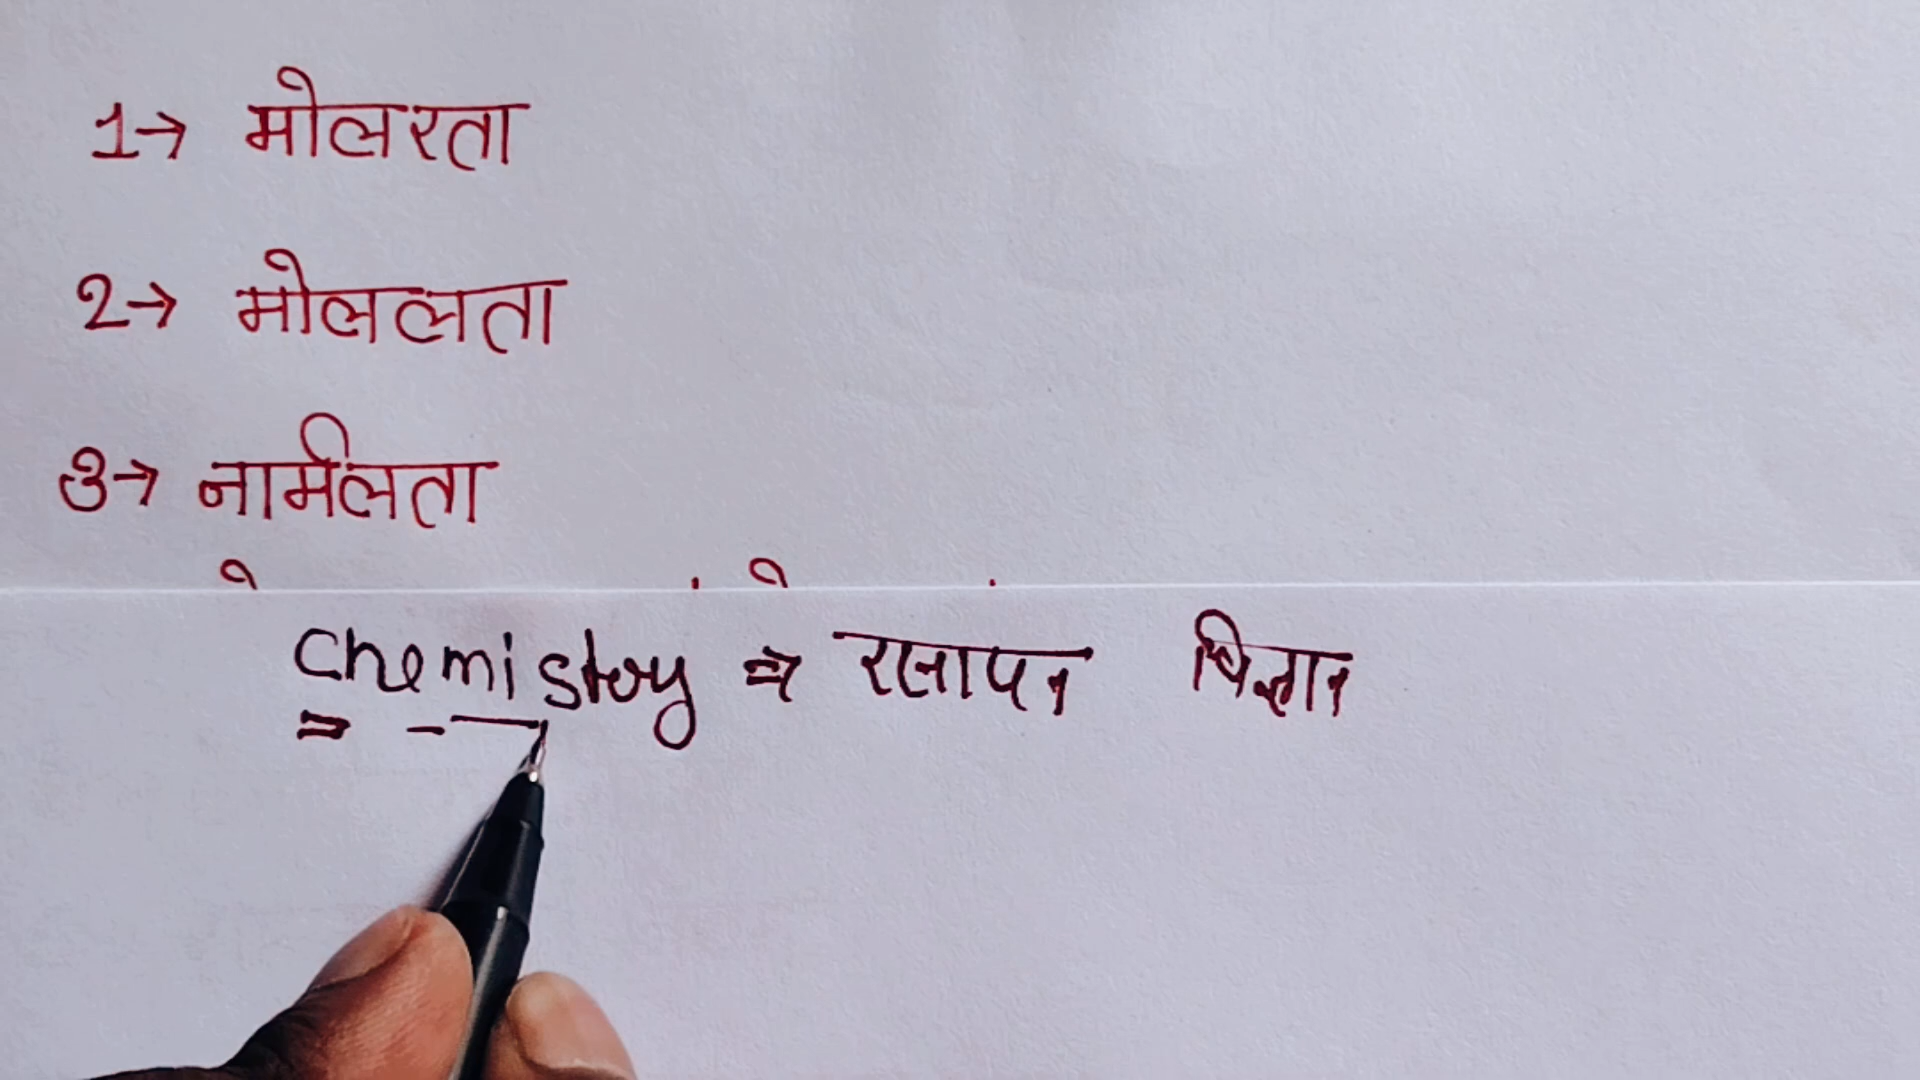 1→ मोलरता
2→ मोललता
3→ नार्मलता
Chemistry ⇒ रसायन विज्ञान